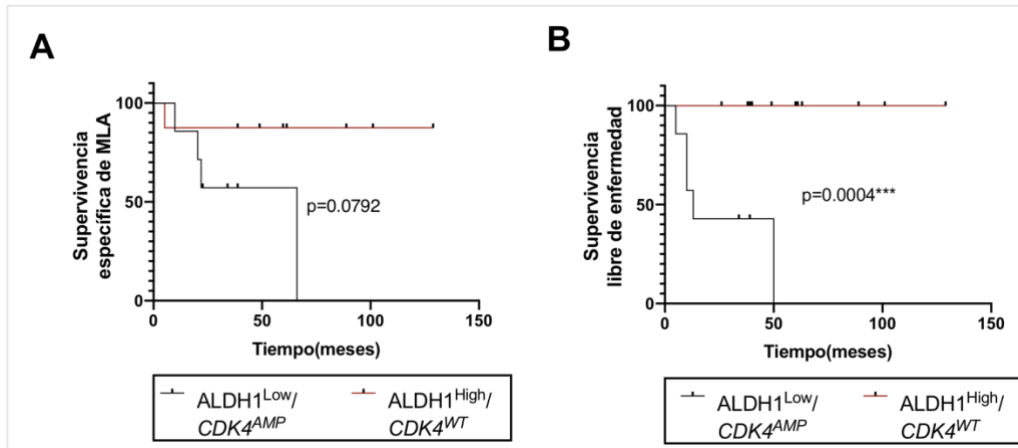 A
Supervivencia
específica de MLA
100
50
0
0
50
100
150
p=0.0792
Tiempo(meses)
ALDH1Low/
CDK4AMP
ALDH1High/
CDK4WT
B
Supervivencia
libre de enfermedad
100
50
0
0
50
100
150
p=0.0004***
Tiempo(meses)
ALDH1Low/
CDK4AMP
ALDH1High/
CDK4WT